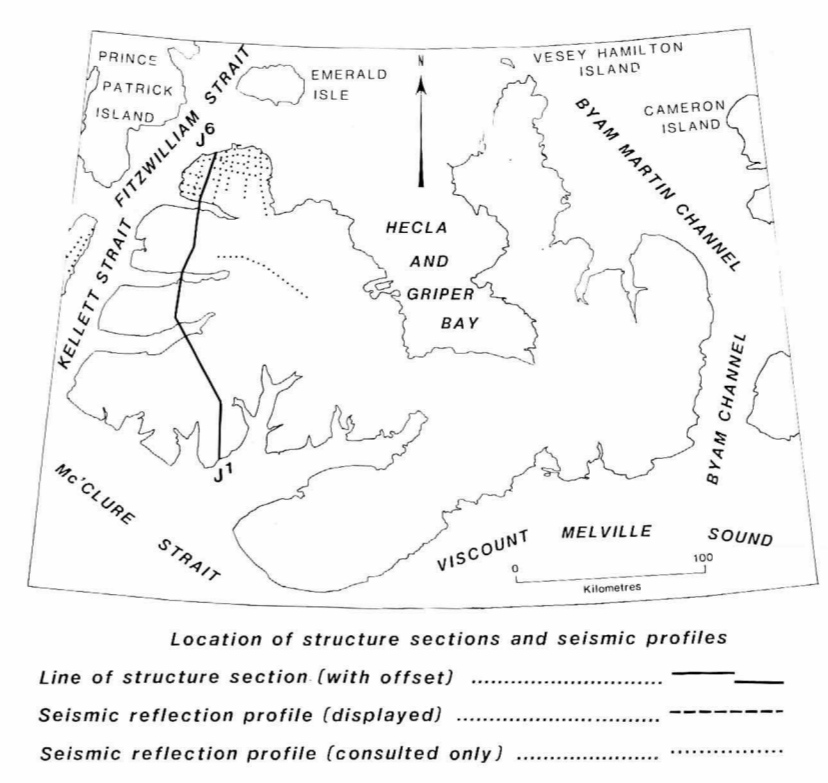 PRINCE
PATRICK
ISLAND
FITZWILLIAM STRAIT
EMERALD
ISLE
N
VESEY HAMILTON
ISLAND
CAMERON
ISLAND
BYAM MARTIN CHANNEL
J6
KELLETT STRAIT
HECLA
AND
GRIPER
BAY
BYAM CHANNEL
J1
Mc'CLURE
STRAIT
VISCOUNT MELVILLE SOUND
0 100
Kilometres
Location of structure sections and seismic profiles
Line of structure section (with offset)
Seismic reflection profile (displayed)
Seismic reflection profile (consulted only)